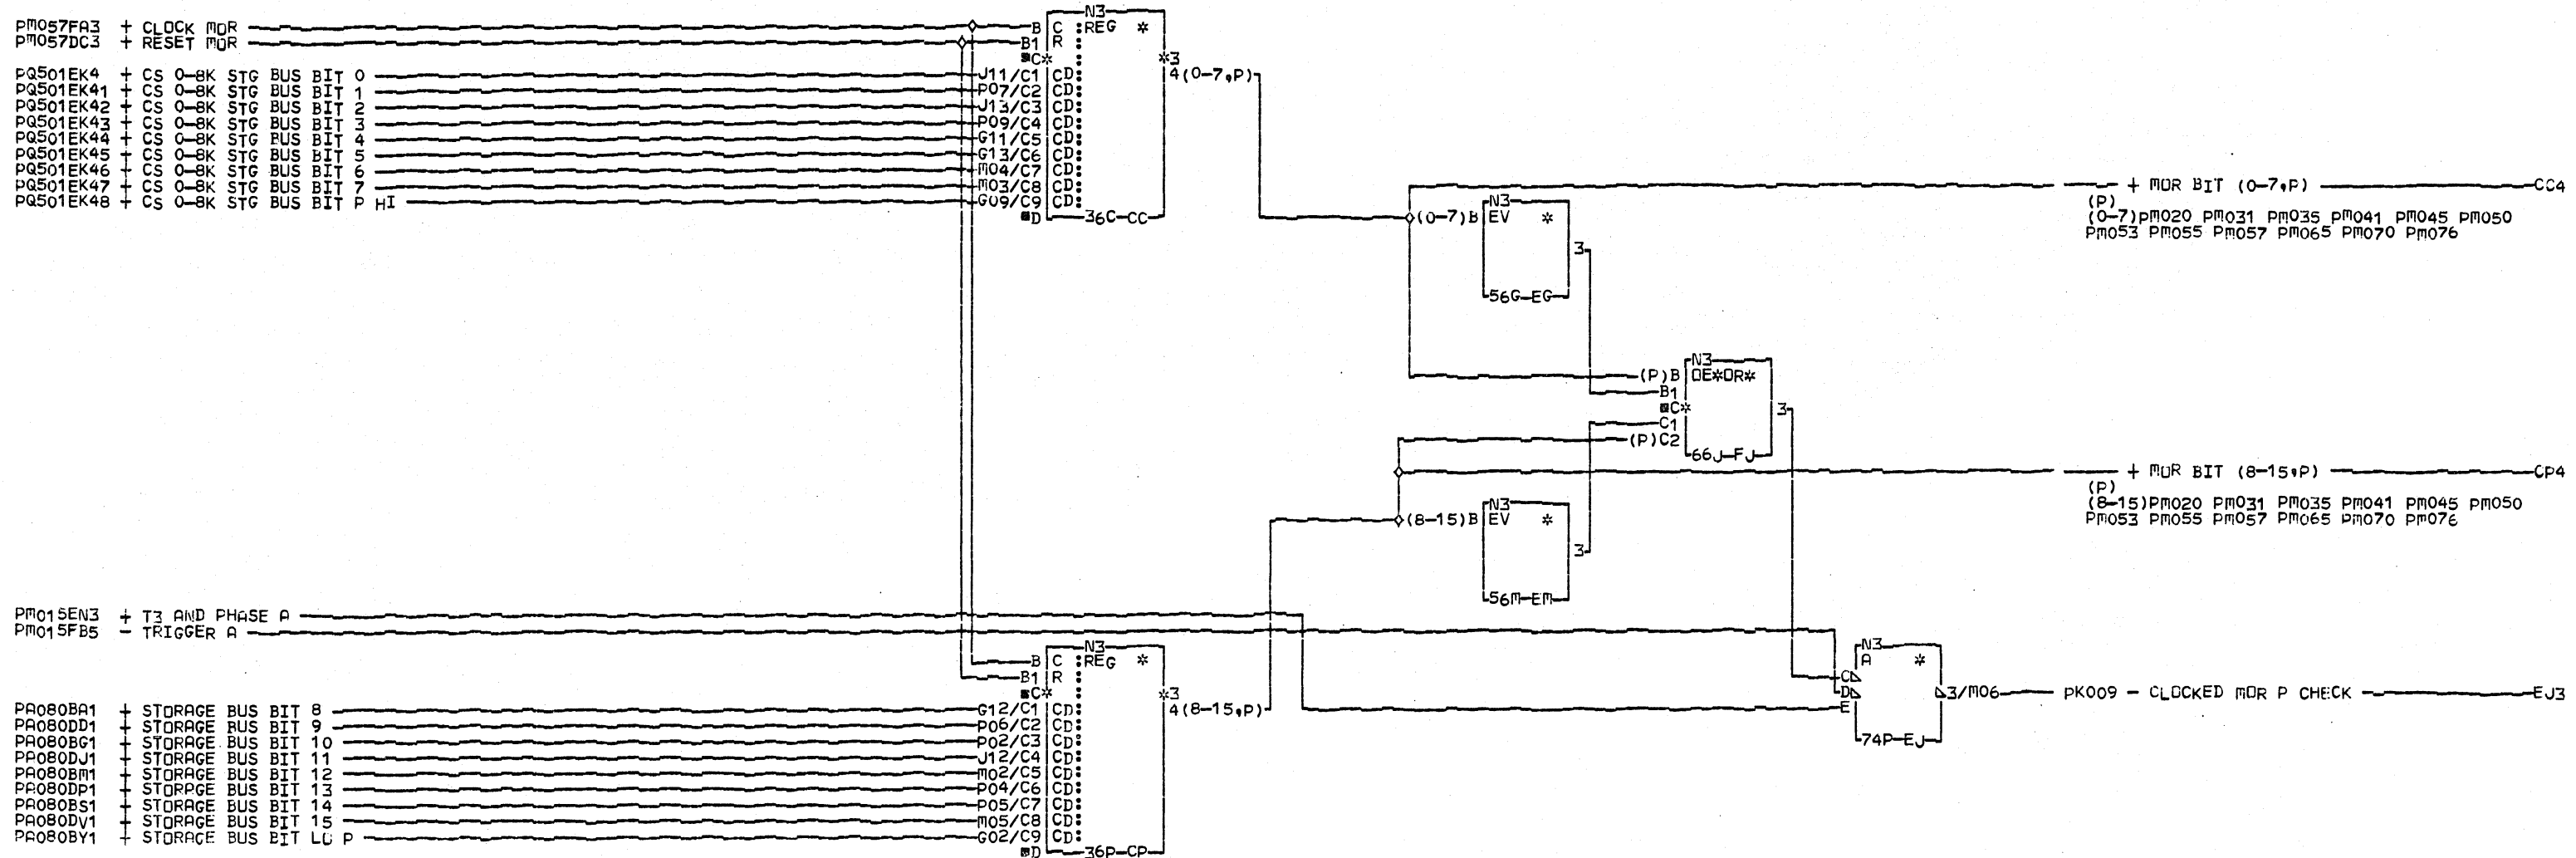 PM057FA3 + CLOCK MOR
PM057DC3 + RESET MOR
PQ501EK4 + CS 0-8K STG BUS BIT 0
PQ501EK41 + CS 0-8K STG BUS BIT 1
PQ501EK42 + CS 0-8K STG BUS BIT 2
PQ501EK43 + CS 0-8K STG BUS BIT 3
PQ501EK44 + CS 0-8K STG BUS BIT 4
PQ501EK45 + CS 0-8K STG BUS BIT 5
PQ501EK46 + CS 0-8K STG BUS BIT 6
PQ501EK47 + CS 0-8K STG BUS BIT 7
PQ501EK48 + CS 0-8K STG BUS BIT P HI
N3
B C REG *
B1 R
C* *3
J11/C1 CD 4(0-7,P)
P07/C2 CD
J13/C3 CD
P09/C4 CD
G11/C5 CD
G13/C6 CD
M04/C7 CD
M03/C8 CD
G09/C9 CD
D 36C-CC
+ MOR BIT (0-7,P) CC4
(P)
(0-7)PM020 PM031 PM035 PM041 PM045 PM050
PM053 PM055 PM057 PM065 PM070 PM076
N3
(0-7)B EV *
3
56G-EG
N3
(P)B OE*OR*
B1
C* 3
C1
(P)C2
66J-FJ
+ MOR BIT (8-15,P) CP4
(P)
(8-15)PM020 PM031 PM035 PM041 PM045 PM050
PM053 PM055 PM057 PM065 PM070 PM076
N3
(8-15)B EV *
3
56M-EM
PM015EN3 + T3 AND PHASE A
PM015FB5 - TRIGGER A
N3
B C REG *
B1 R
C* *3
G12/C1 CD 4(8-15,P)
P06/C2 CD
P02/C3 CD
J12/C4 CD
M02/C5 CD
P04/C6 CD
P05/C7 CD
M05/C8 CD
G02/C9 CD
D 36P-CP
PA080BA1 + STORAGE BUS BIT 8
PA080DD1 + STORAGE BUS BIT 9
PA080BG1 + STORAGE BUS BIT 10
PA080DJ1 + STORAGE BUS BIT 11
PA080BM1 + STORAGE BUS BIT 12
PA080DP1 + STORAGE BUS BIT 13
PA080BS1 + STORAGE BUS BIT 14
PA080DV1 + STORAGE BUS BIT 15
PA080BY1 + STORAGE BUS BIT LO P
N3
A *
C
D 3/M06 PK009 - CLOCKED MOR P CHECK EJ3
E
74P-EJ